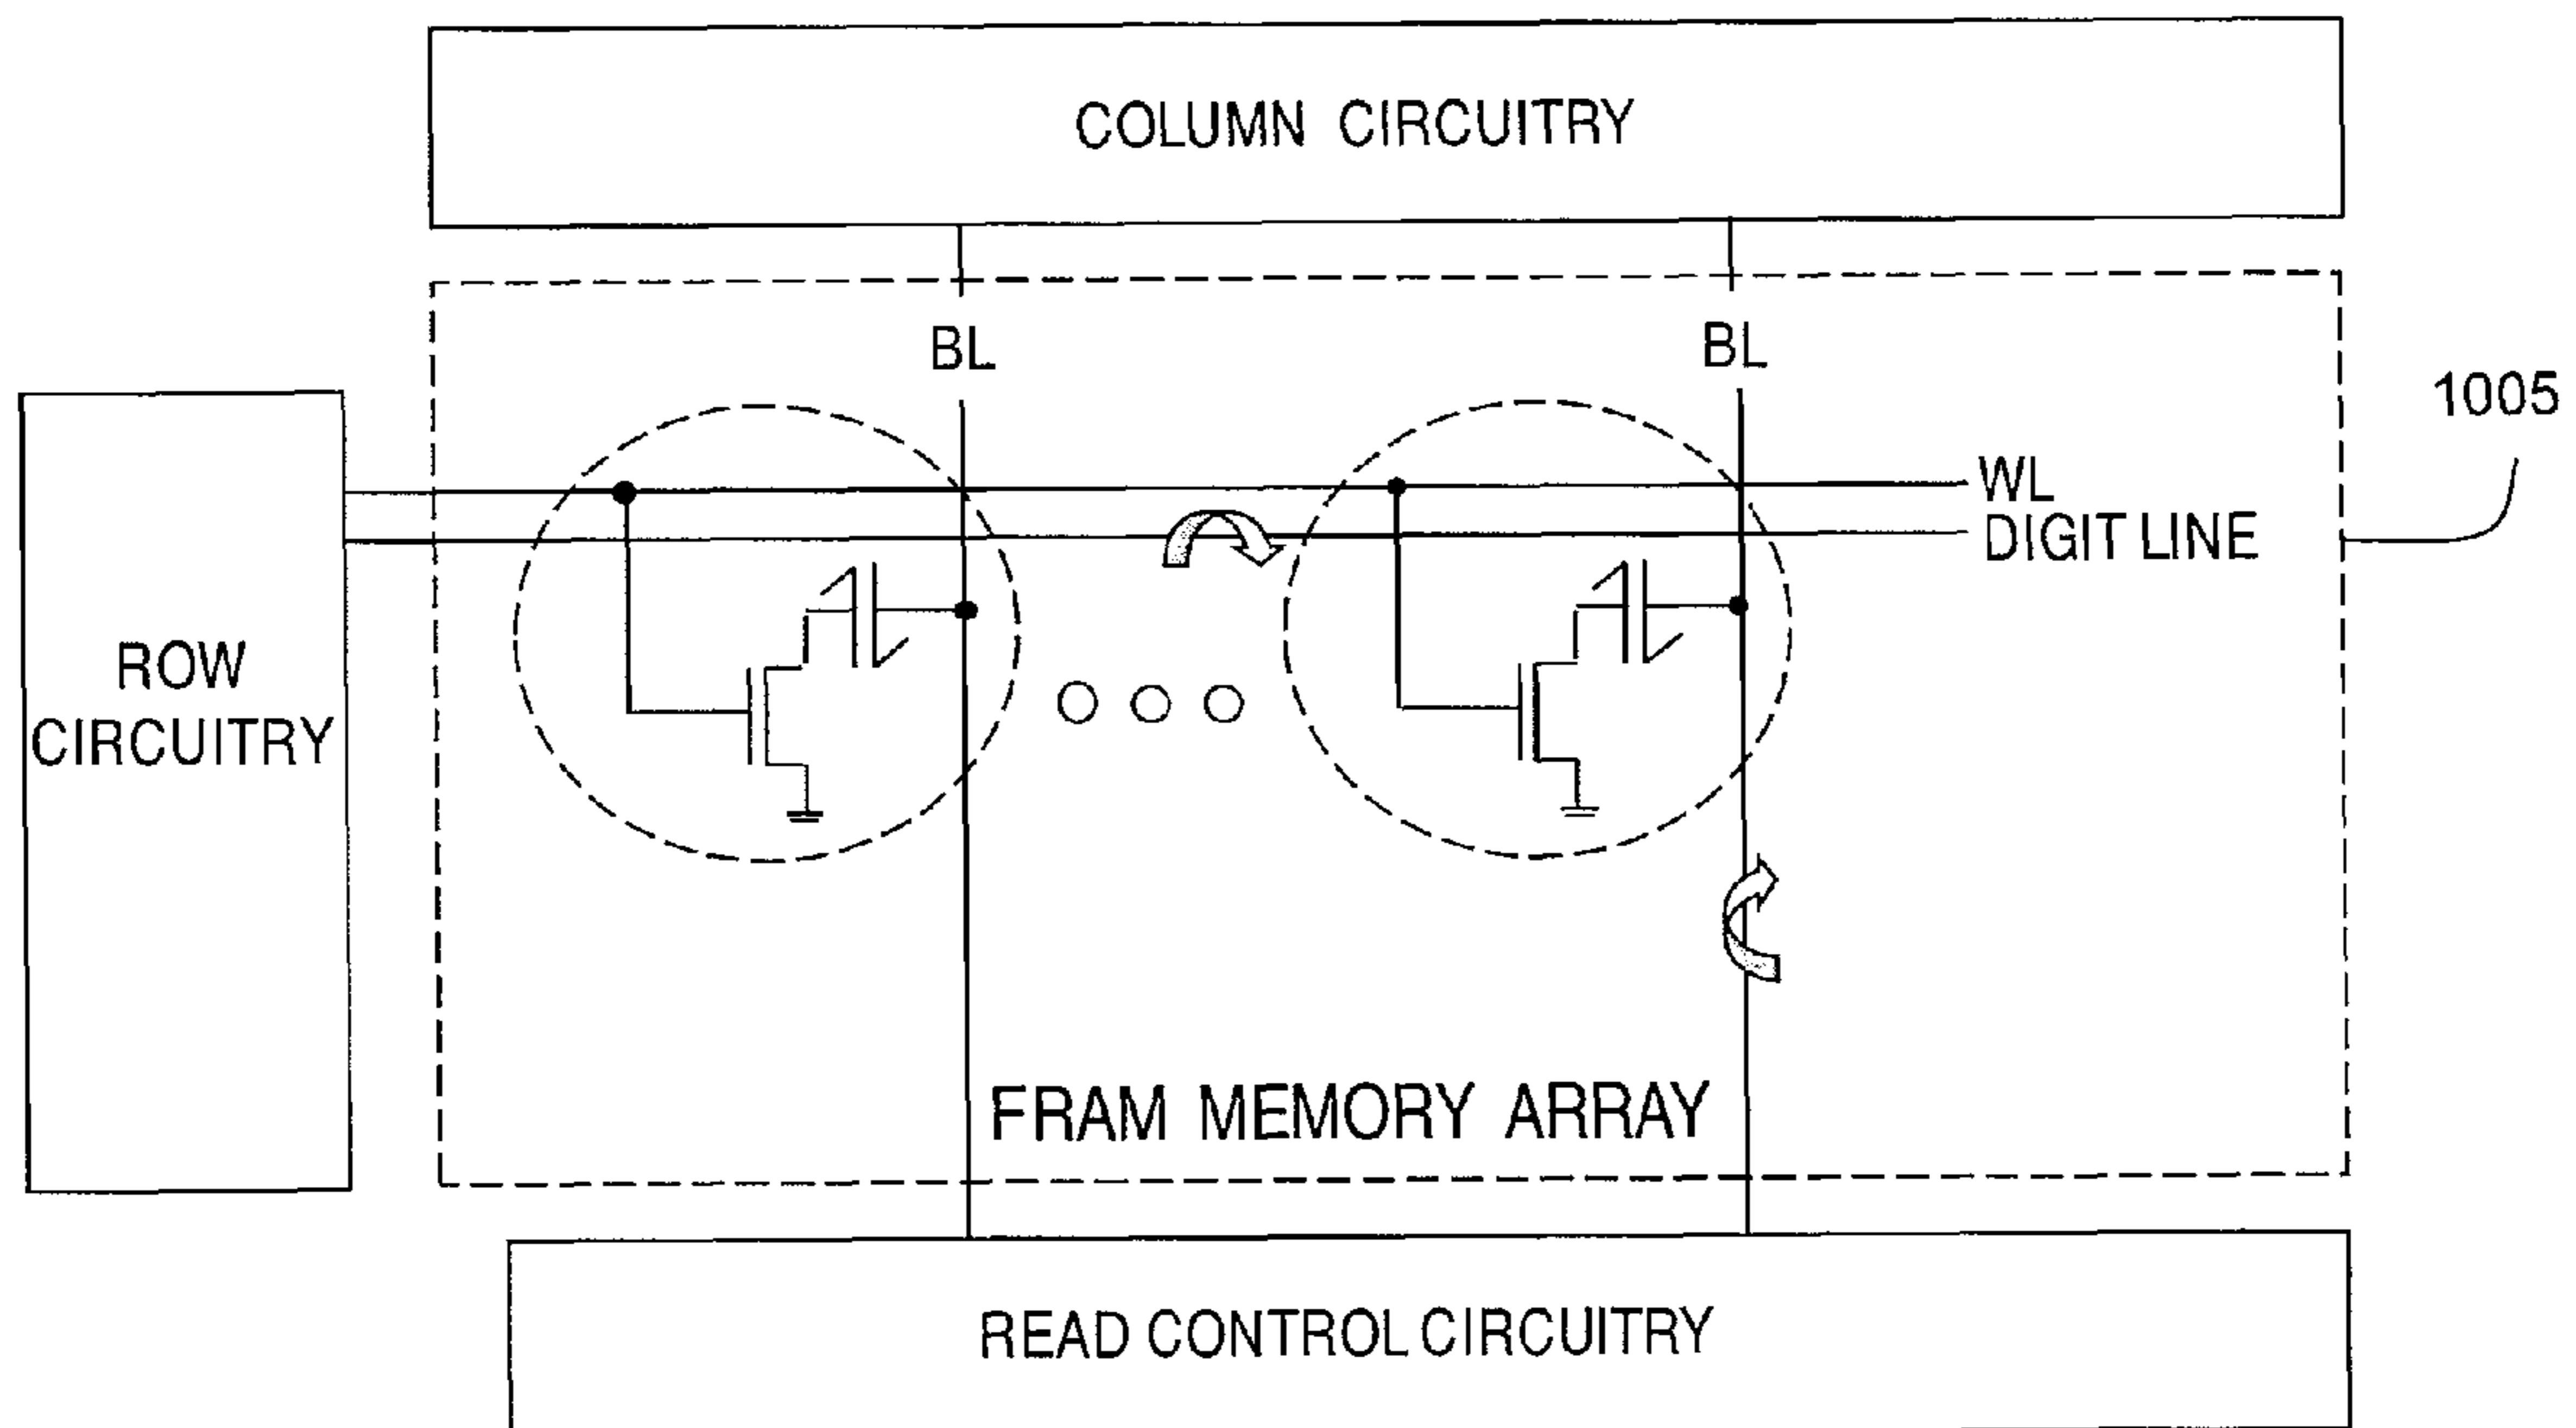 COLUMN CIRCUITRY
BL
BL
1005
WL
DIGIT LINE
ROW
CIRCUITRY
FRAM MEMORY ARRAY
READ CONTROL CIRCUITRY